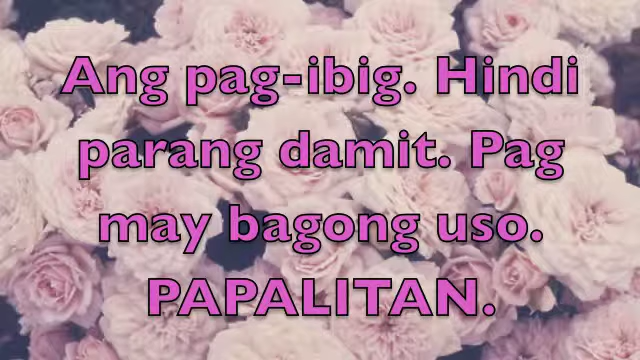 Ang pag-ibig. Hindi
parang damit. Pag
may bagong uso.
PAPALITAN.